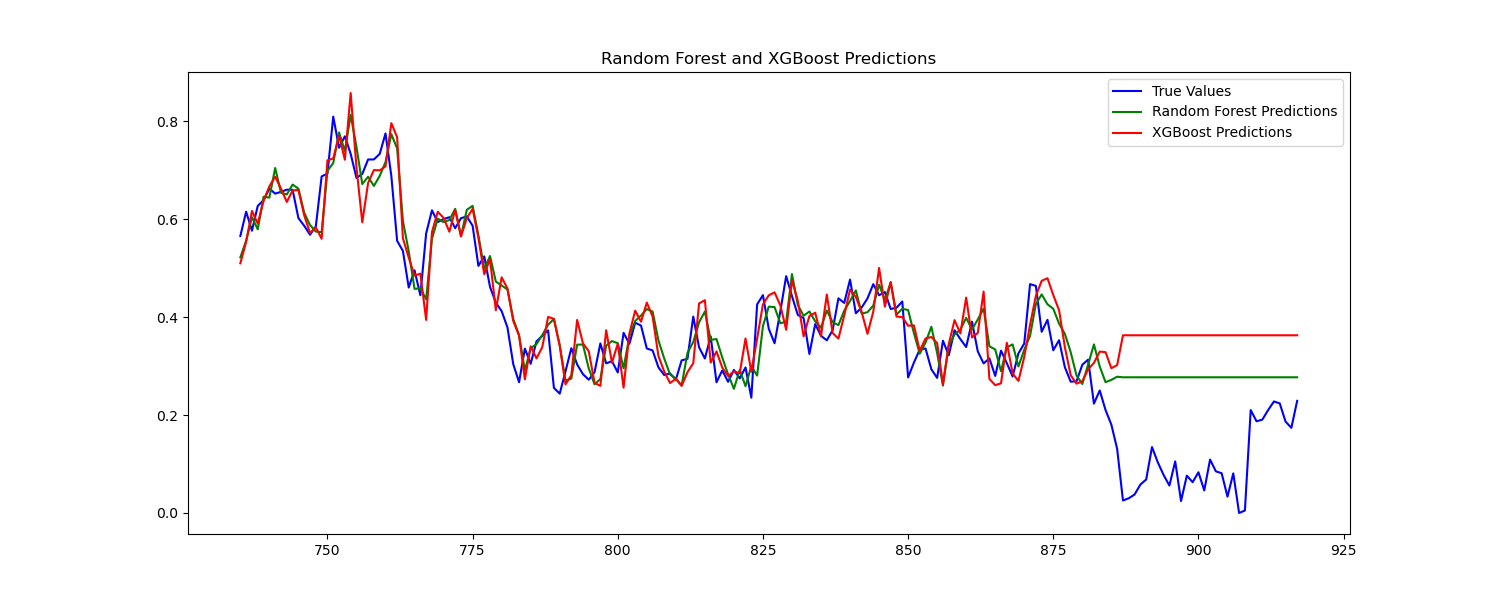 Random Forest and XGBoost Predictions
True Values
Random Forest Predictions
XGBoost Predictions
0.8
0.6
0.4
0.2
0.0
750 775 800 825 850 875 900 925